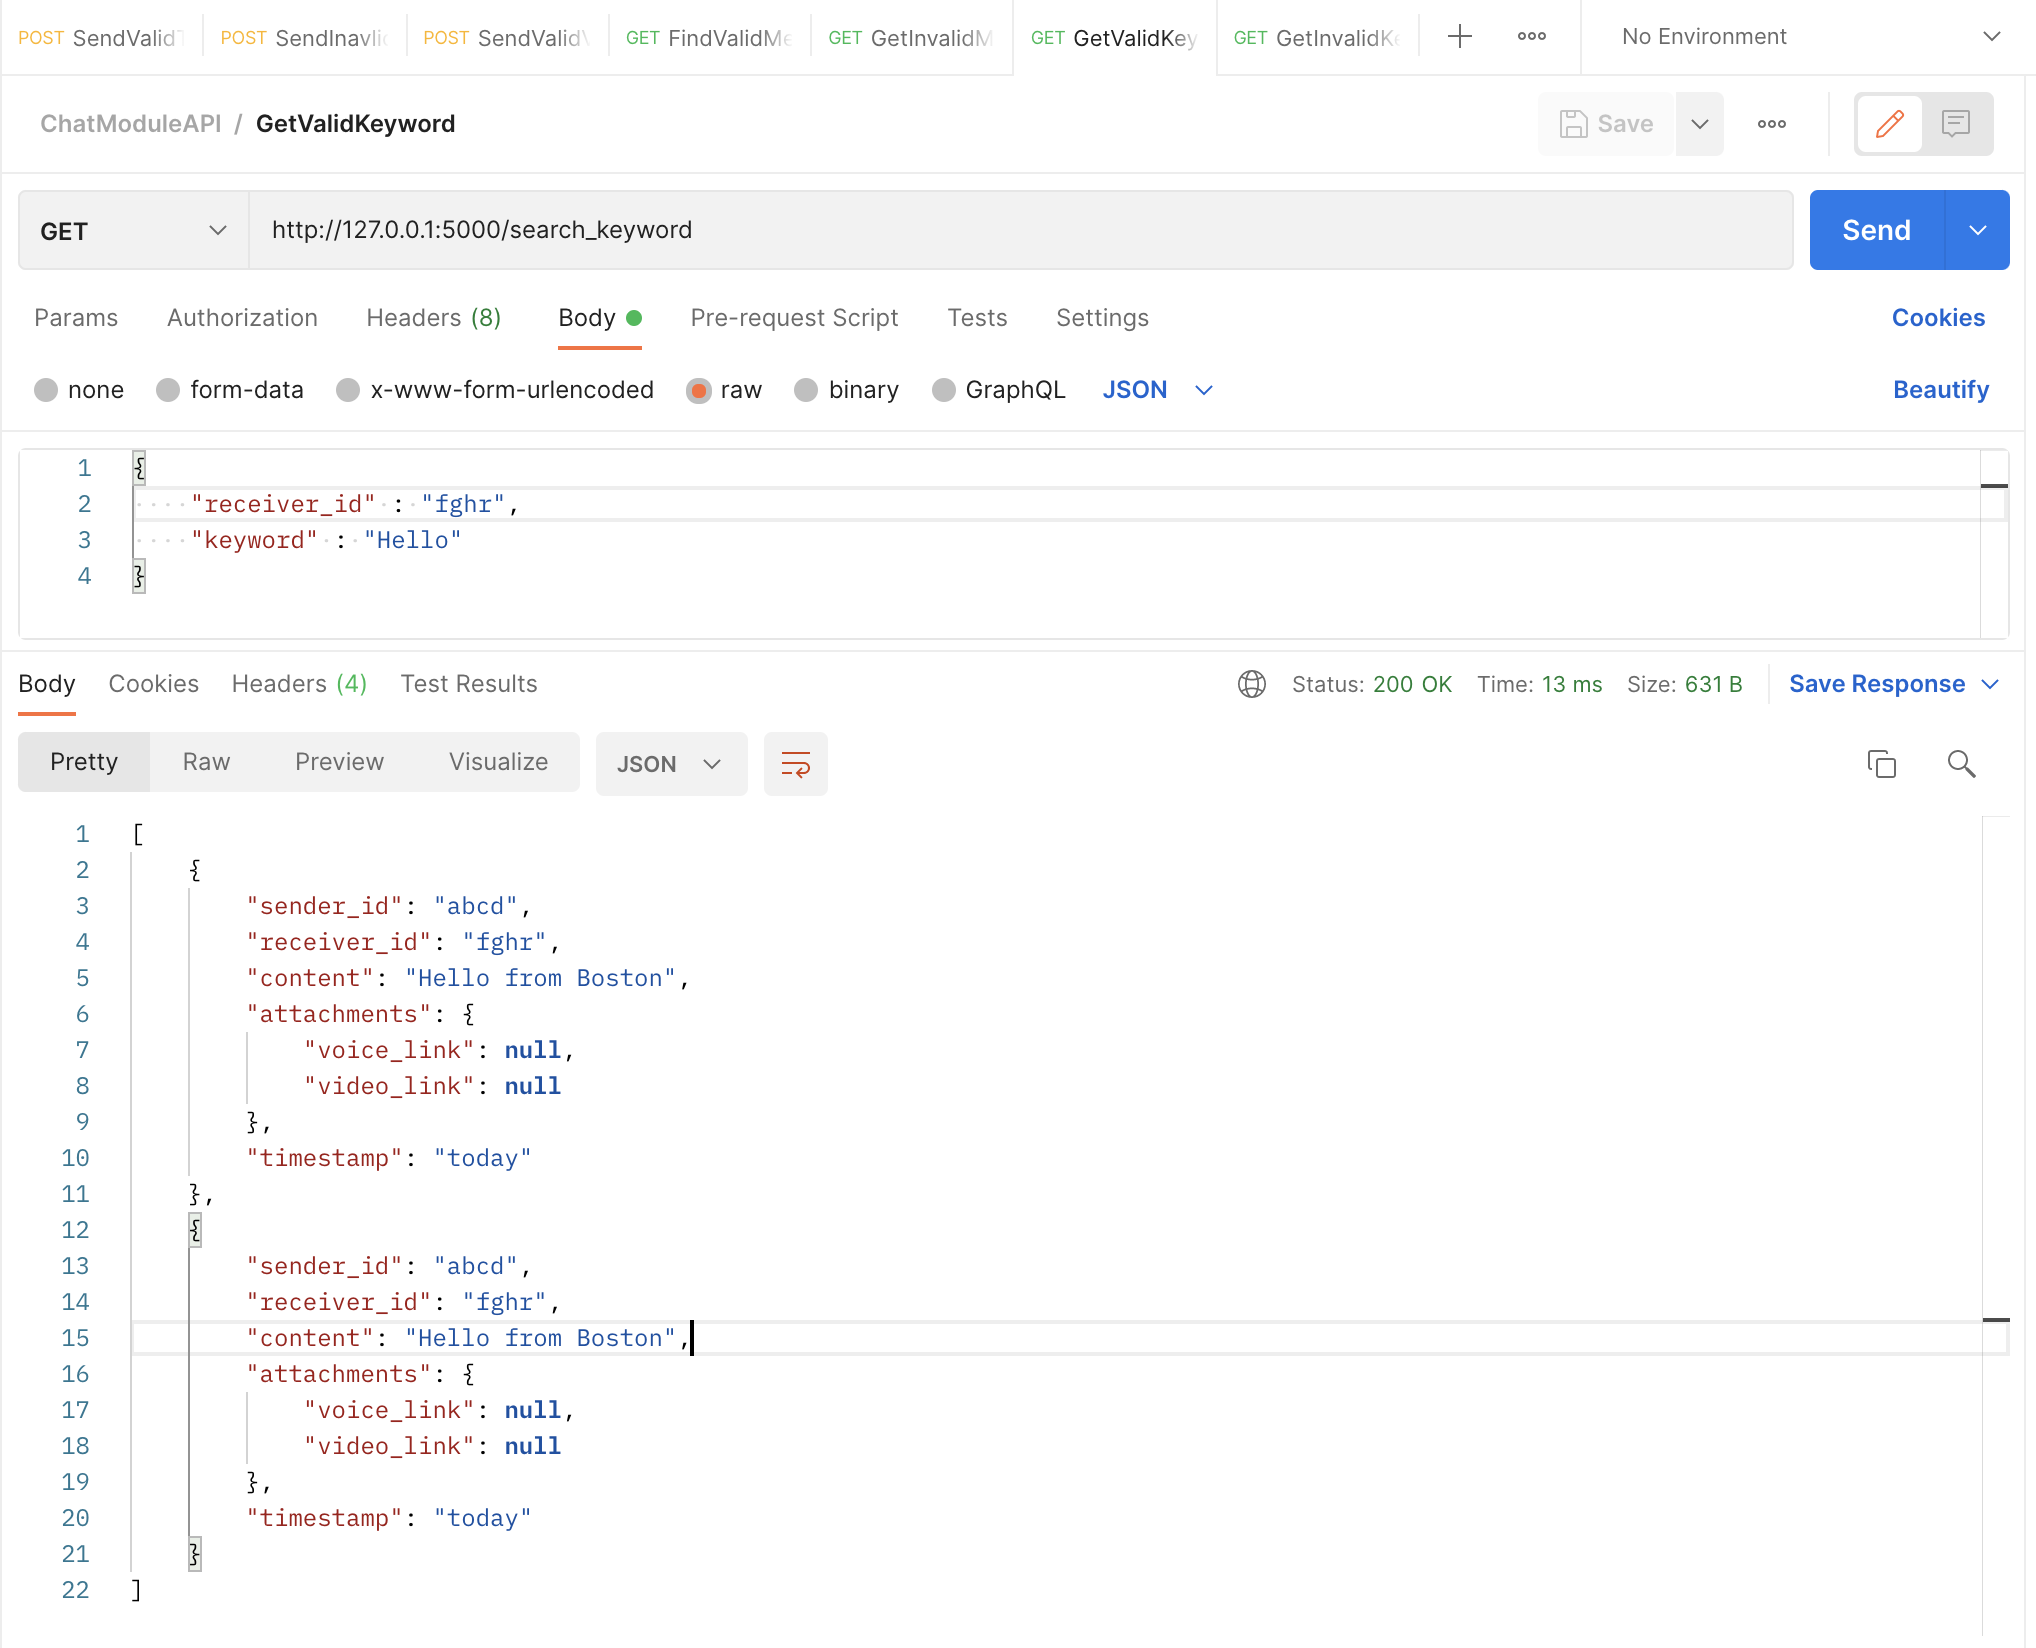 POST SendValidT POST SendInavlic POST SendValidV GET FindValidMe GET GetInvalidM GET GetValidKey GET GetInvalidKe No Environment
ChatModuleAPI / GetValidKeyword Save
GET http://127.0.0.1:5000/search_keyword Send
Params Authorization Headers (8) Body Pre-request Script Tests Settings Cookies
none form-data x-www-form-urlencoded raw binary GraphQL JSON Beautify
1 {
2 "receiver_id" : "fghr",
3 "keyword" : "Hello"
4 }
Body Cookies Headers (4) Test Results Status: 200 OK Time: 13 ms Size: 631 B Save Response
Pretty Raw Preview Visualize JSON
1 [
2 {
3 "sender_id": "abcd",
4 "receiver_id": "fghr",
5 "content": "Hello from Boston",
6 "attachments": {
7 "voice_link": null,
8 "video_link": null
9 },
10 "timestamp": "today"
11 },
12 {
13 "sender_id": "abcd",
14 "receiver_id": "fghr",
15 "content": "Hello from Boston",
16 "attachments": {
17 "voice_link": null,
18 "video_link": null
19 },
20 "timestamp": "today"
21 }
22 ]